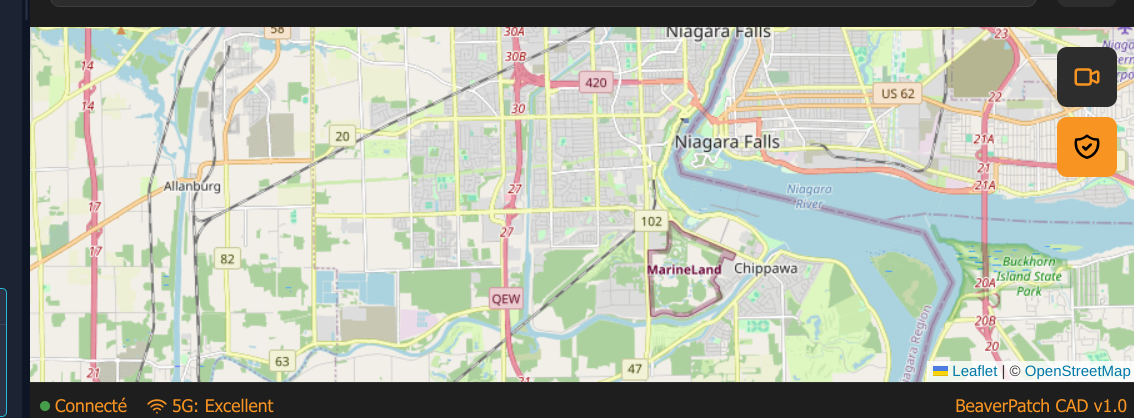 58
30A
Niagara Falls
23
14
30B
420
US 62
22
14
30
20
Niagara Falls
21A
21
Allanburg
27
Niagara
River
21A
17
27
102
17
82
MarineLand
Chippawa
Buckhorn
Island State
Park
QEW
20A
Niagara Region
20B
63
47
20
21
21
Leaflet | © OpenStreetMap
Connecté 5G: Excellent BeaverPatch CAD v1.0